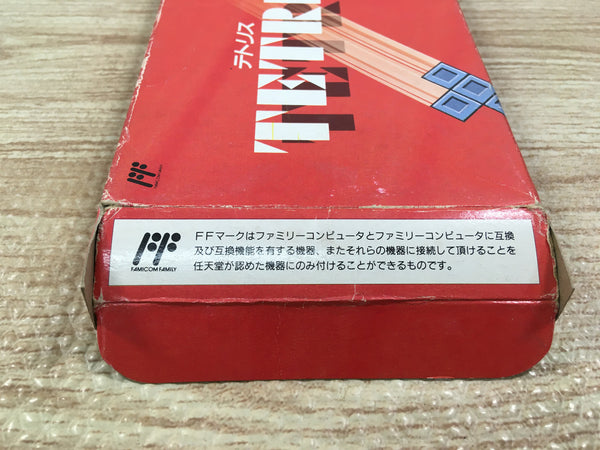 テトリス
TETRI
FF
FAMICOM FAMILY
FF
FAMICOM FAMILY
FFマークはファミリーコンピュータとファミリーコンピュータに互換
及び互換機能を有する機器、またそれらの機器に接続して頂けることを
任天堂が認めた機器にのみ付けることができるものです。